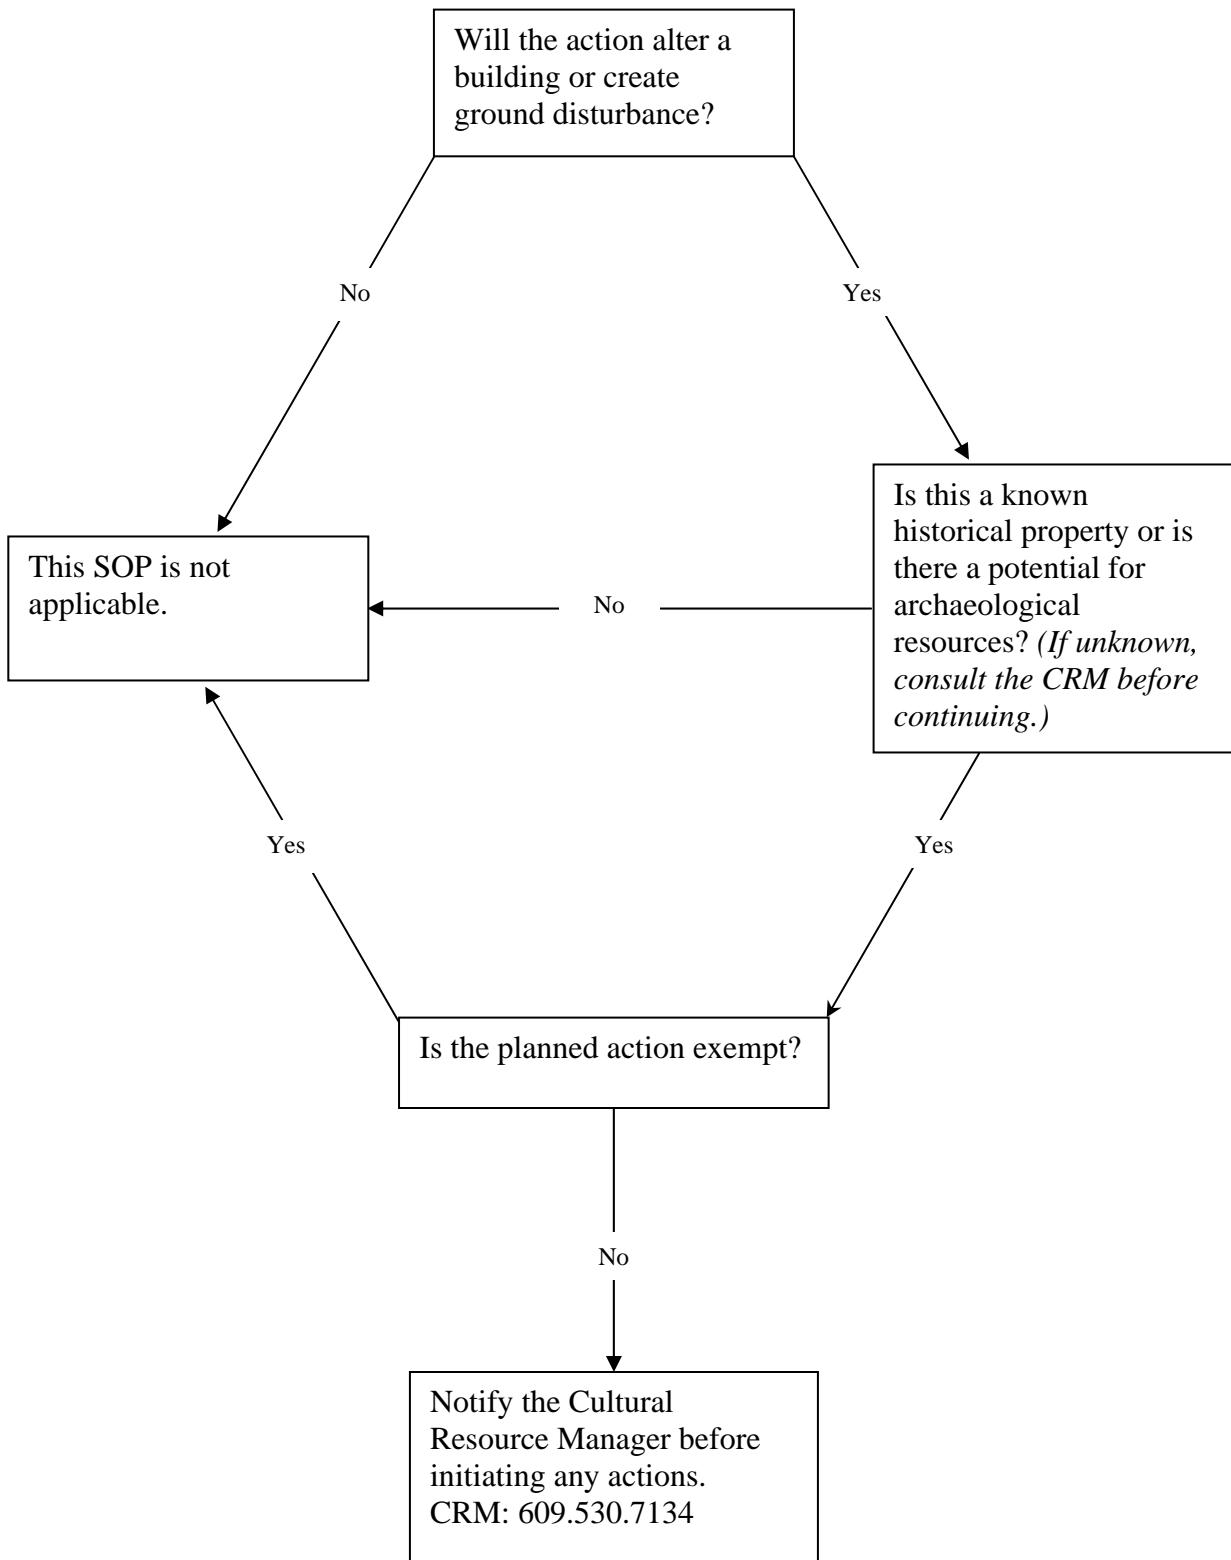 Will the action alter a
building or create
ground disturbance?
No
Yes
Is this a known
historical property or is
there a potential for
archaeological
resources? (If unknown,
consult the CRM before
continuing.)
This SOP is not
applicable.
No
Yes
Yes
Is the planned action exempt?
No
Notify the Cultural
Resource Manager before
initiating any actions.
CRM: 609.530.7134